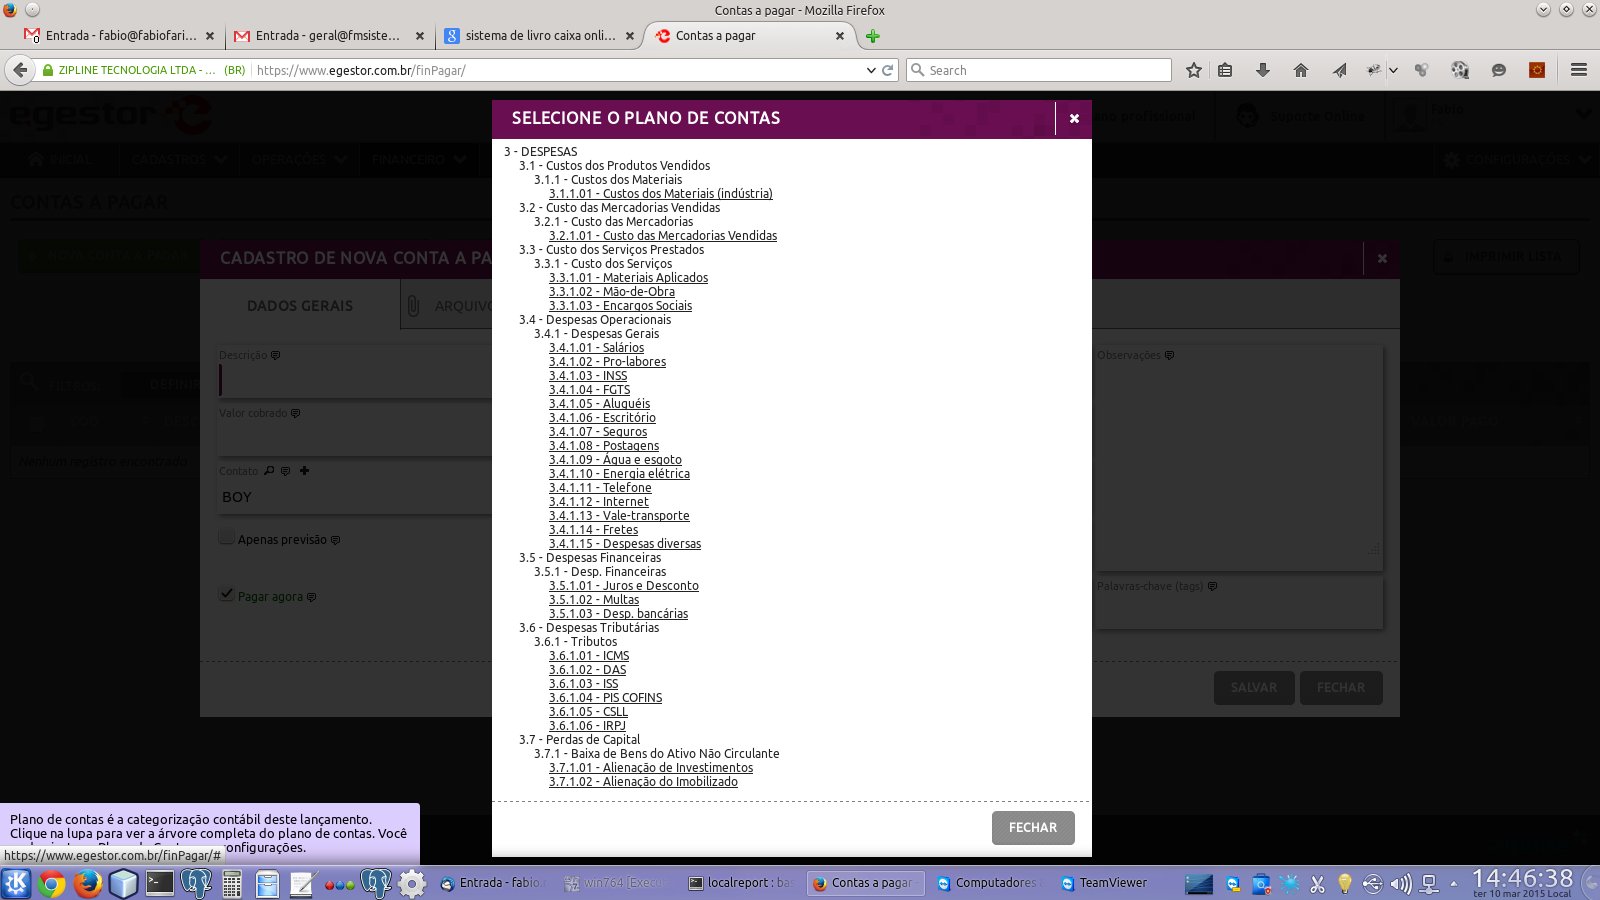 Contas a pagar - Mozilla Firefox
Entrada - fabio@fabiofari...
Entrada - geral@fmsistem...
sistema de livro caixa onli...
Contas a pagar
ZIPLINE TECNOLOGIA LTDA - ... (BR)
https://www.egestor.com.br/finPagar/
Search
egestor
plano profissional
Suporte Online
Fabio
INICIAL
CADASTROS
OPERAÇÕES
FINANCEIRO
CONFIGURAÇÕES
CONTAS A PAGAR
NOVA CONTA A PAGAR
IMPRIMIR LISTA
CADASTRO DE NOVA CONTA A PA
DADOS GERAIS
ARQUIVO
Descrição
Observações
FILTROS:
DEFINIR
Valor cobrado
COD
DESC
VALOR PAGO
Nenhum registro encontrado
Contato
BOY
Apenas previsão
Pagar agora
Palavras-chave (tags)
SALVAR
FECHAR
SELECIONE O PLANO DE CONTAS
3 - DESPESAS
3.1 - Custos dos Produtos Vendidos
3.1.1 - Custos dos Materiais
3.1.1.01 - Custos dos Materiais (indústria)
3.2 - Custo das Mercadorias Vendidas
3.2.1 - Custo das Mercadorias
3.2.1.01 - Custo das Mercadorias Vendidas
3.3 - Custo dos Serviços Prestados
3.3.1 - Custo dos Serviços
3.3.1.01 - Materiais Aplicados
3.3.1.02 - Mão-de-Obra
3.3.1.03 - Encargos Sociais
3.4 - Despesas Operacionais
3.4.1 - Despesas Gerais
3.4.1.01 - Salários
3.4.1.02 - Pro-labores
3.4.1.03 - INSS
3.4.1.04 - FGTS
3.4.1.05 - Aluguéis
3.4.1.06 - Escritório
3.4.1.07 - Seguros
3.4.1.08 - Postagens
3.4.1.09 - Água e esgoto
3.4.1.10 - Energia elétrica
3.4.1.11 - Telefone
3.4.1.12 - Internet
3.4.1.13 - Vale-transporte
3.4.1.14 - Fretes
3.4.1.15 - Despesas diversas
3.5 - Despesas Financeiras
3.5.1 - Desp. Financeiras
3.5.1.01 - Juros e Desconto
3.5.1.02 - Multas
3.5.1.03 - Desp. bancárias
3.6 - Despesas Tributárias
3.6.1 - Tributos
3.6.1.01 - ICMS
3.6.1.02 - DAS
3.6.1.03 - ISS
3.6.1.04 - PIS COFINS
3.6.1.05 - CSLL
3.6.1.06 - IRPJ
3.7 - Perdas de Capital
3.7.1 - Baixa de Bens do Ativo Não Circulante
3.7.1.01 - Alienação de Investimentos
3.7.1.02 - Alienação do Imobilizado
FECHAR
Plano de contas é a categorização contábil deste lançamento.
Clique na lupa para ver a árvore completa do plano de contas. Você
configurações.
https://www.egestor.com.br/finPagar/#
Entrada - fabio
win764 [Execu
localreport : bas
Contas a pagar -
Computadores
TeamViewer
14:46:38
ter 10 mar 2015 Local